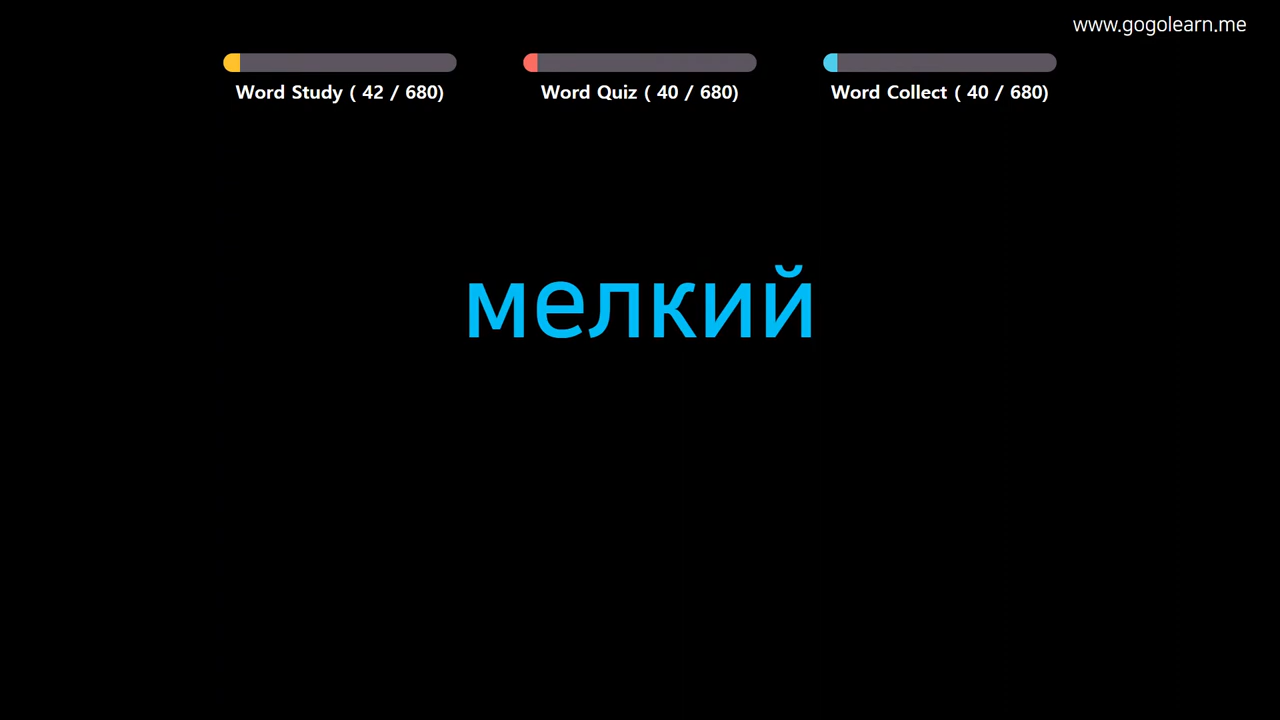 www.gogolearn.me
Word Study ( 42 / 680)
Word Quiz ( 40 / 680)
Word Collect ( 40 / 680)
мелкий